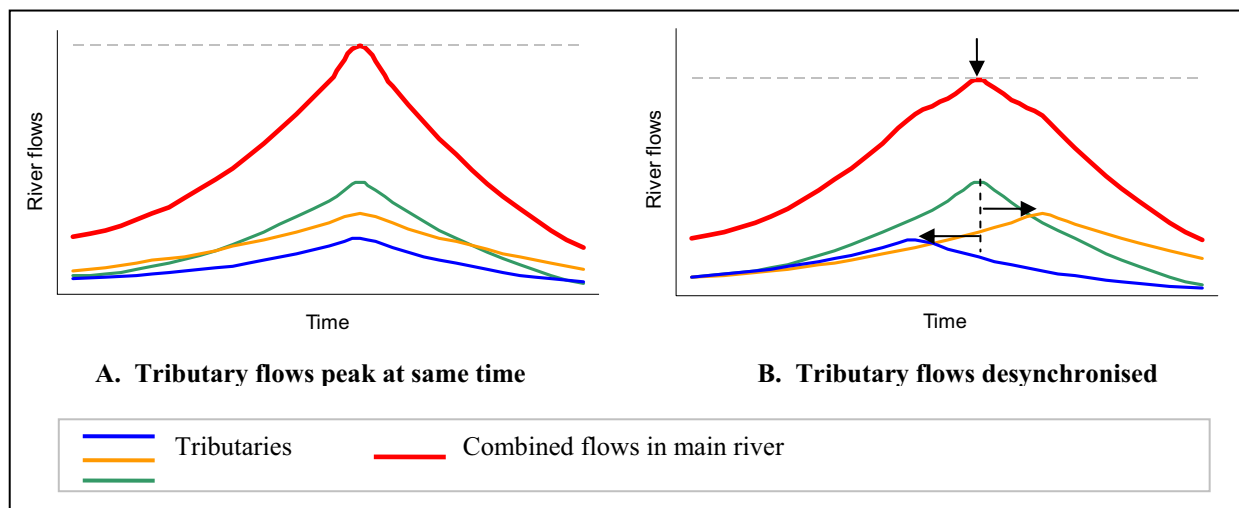 River flows
Time
A. Tributary flows peak at same time
River flows
Time
B. Tributary flows desynchronised
Tributaries
Combined flows in main river